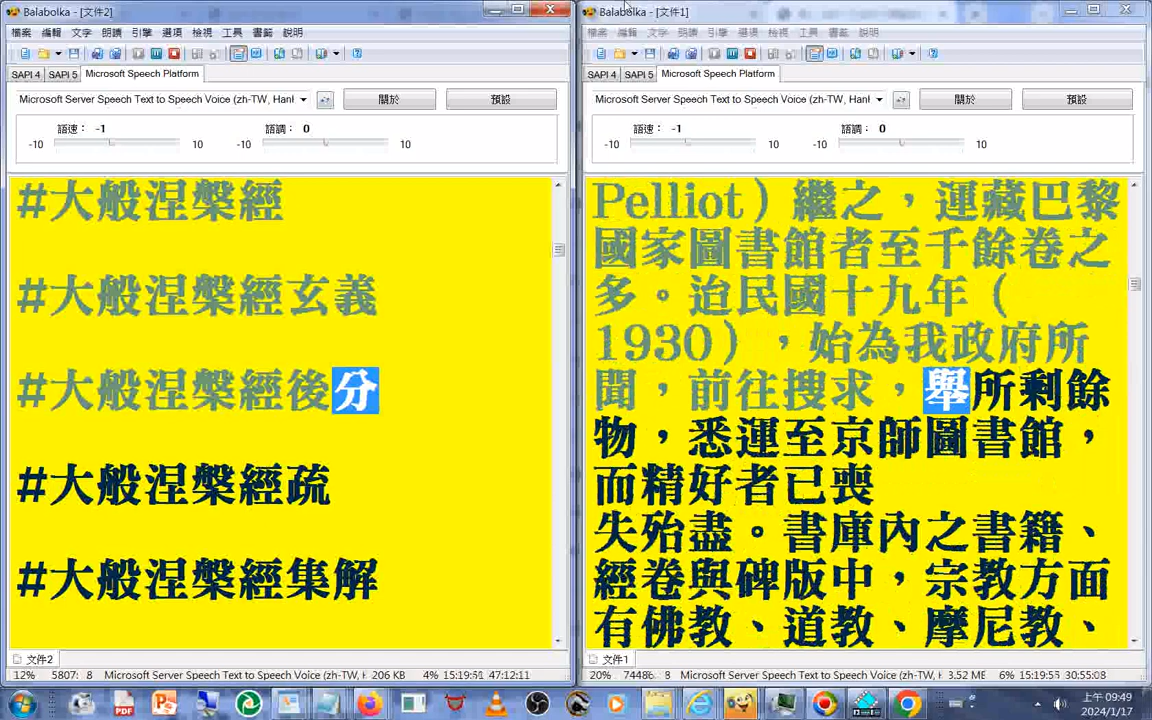 Balabolka - [文件2]
檔案 編輯 文字 朗讀 引擎 選項 檢視 工具 書籤 說明
SAPI 4 SAPI 5 Microsoft Speech Platform
Microsoft Server Speech Text to Speech Voice (zh-TW, Hanl
關於 預設
語速： -1 語調： 0
-10 10 -10 10
#大般涅槃經
#大般涅槃經玄義
#大般涅槃經後分
#大般涅槃經疏
#大般涅槃經集解
文件2
12% 5807: 8 Microsoft Server Speech Text to Speech Voice (zh-TW, H 206 KB 4% 15:19:51 47:12:11
Balabolka - [文件1]
檔案 編輯 文字 朗讀 引擎 選項 檢視 工具 書籤 說明
SAPI 4 SAPI 5 Microsoft Speech Platform
Microsoft Server Speech Text to Speech Voice (zh-TW, Hanl
關於 預設
語速： -1 語調： 0
-10 10 -10 10
Pelliot）繼之，運藏巴黎
國家圖書館者至千餘卷之
多。迨民國十九年（
1930），始為我政府所
聞，前往搜求，舉所剩餘
物，悉運至京師圖書館，
而精好者已喪
失殆盡。書庫內之書籍、
經卷與碑版中，宗教方面
有佛教、道教、摩尼教、
文件1
20% 74486: 8 Microsoft Server Speech Text to Speech Voice (zh-TW, H 3.52 MB 6% 15:19:53 30:55:08
上午 09:49
2024/1/17